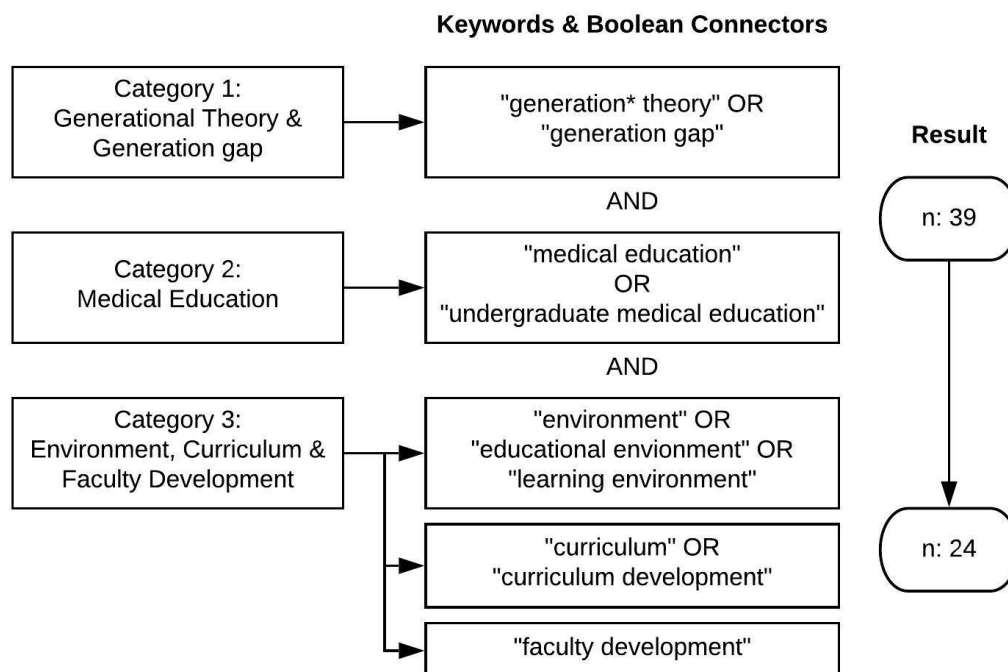 Keywords & Boolean Connectors
Category 1:
Generational Theory &
Generation gap
"generation* theory" OR
"generation gap"
Result
AND
n: 39
Category 2:
Medical Education
"medical education"
OR
"undergraduate medical education"
AND
Category 3:
Environment, Curriculum &
Faculty Development
"environment" OR
"educational envionment" OR
"learning environment"
n: 24
"curriculum" OR
"curriculum development"
"faculty development"